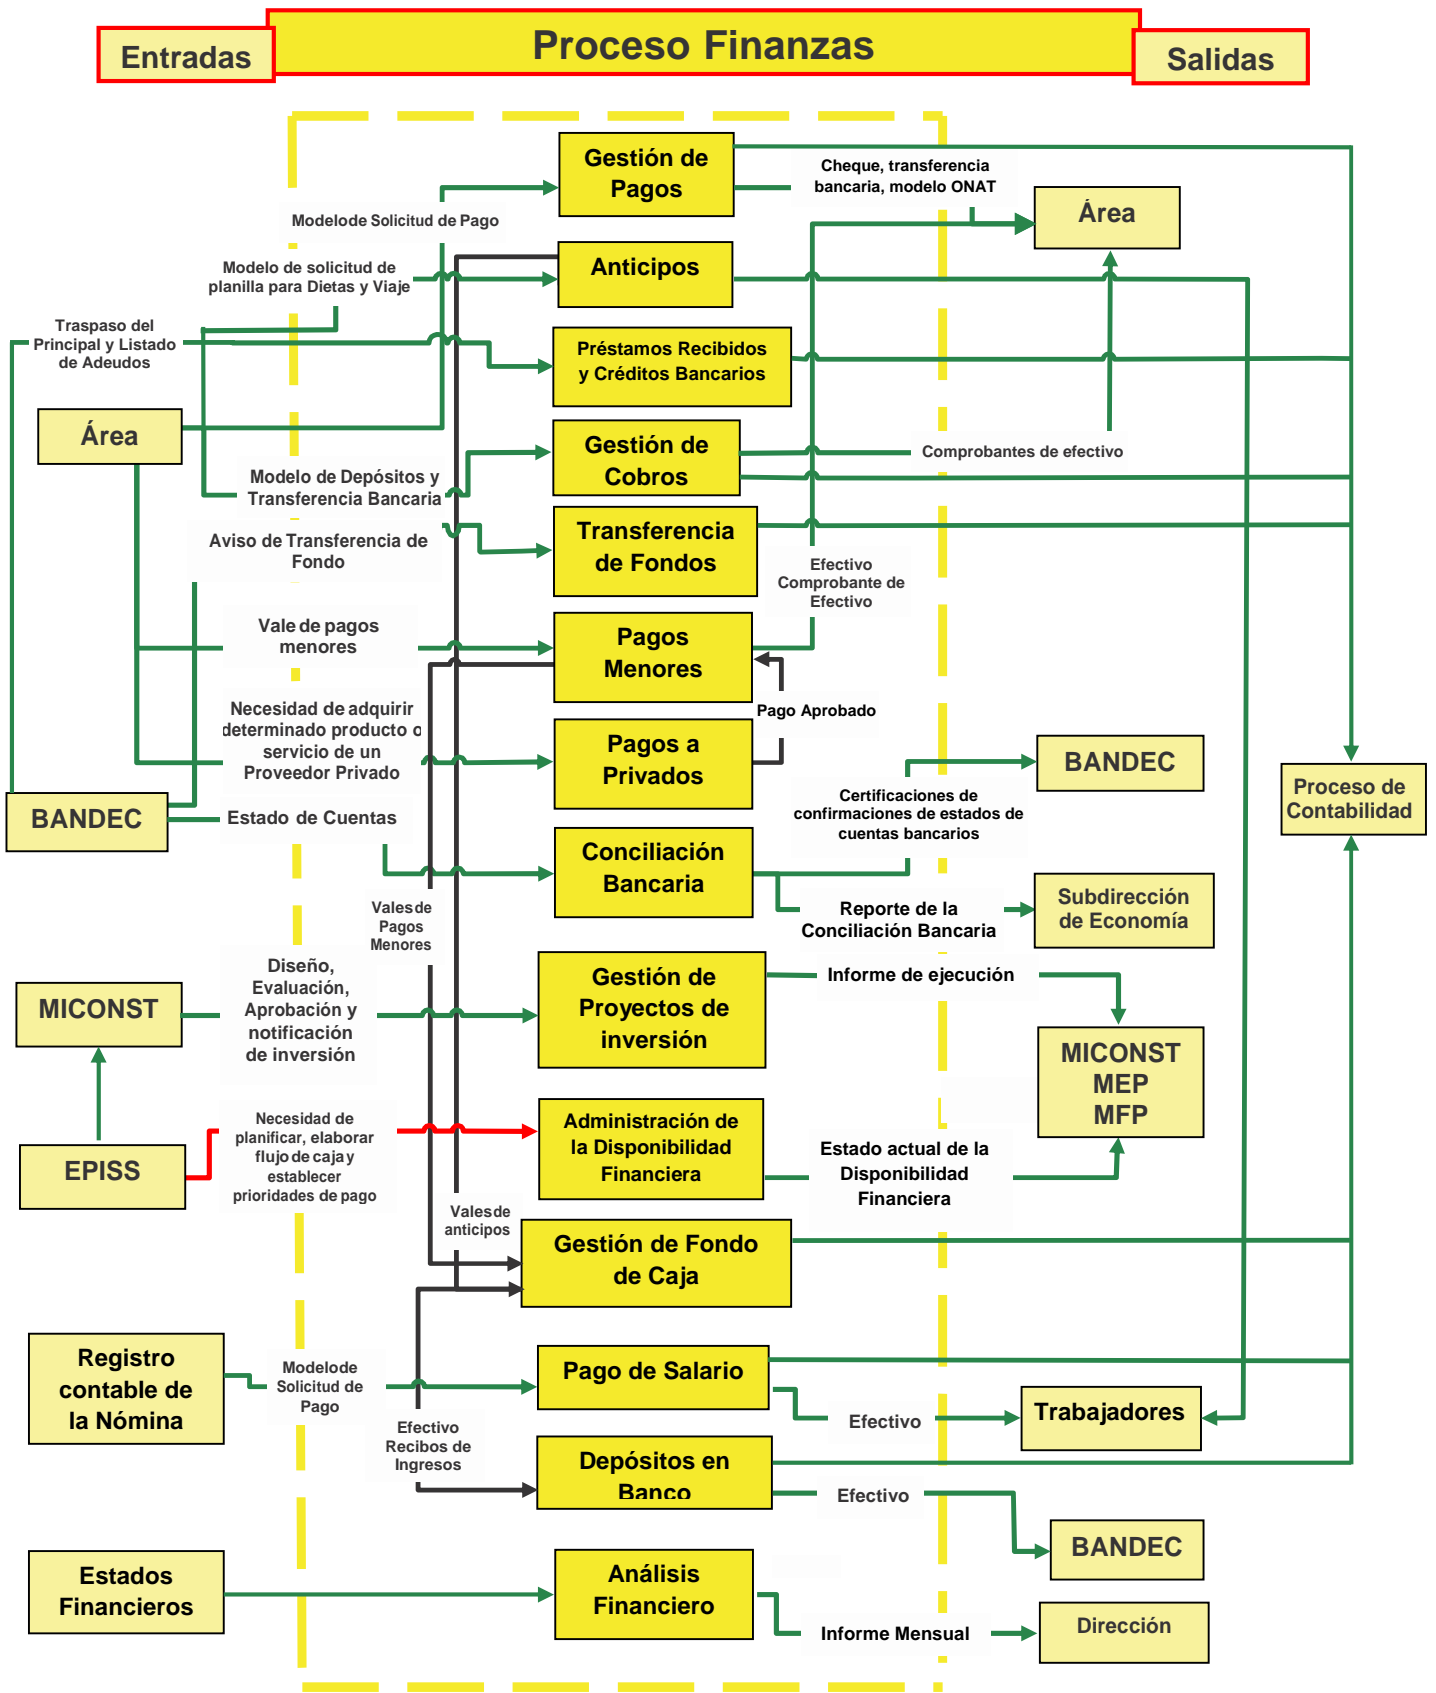 Entradas
Proceso Finanzas
Salidas
Gestión de
Pagos
Cheque, transferencia
bancaria, modelo ONAT
Área
Modelode Solicitud de Pago
Anticipos
Modelo de solicitud de
planilla para Dietas y Viaje
Traspaso del
Principal y Listado
de Adeudos
Préstamos Recibidos
y Créditos Bancarios
Área
Gestión de
Cobros
Comprobantes de efectivo
Modelo de Depósitos y
Transferencia Bancaria
Transferencia
de Fondos
Aviso de Transferencia de
Fondo
Efectivo
Comprobante de
Efectivo
Vale de pagos
menores
Pagos
Menores
Pago Aprobado
Necesidad de adquirir
determinado producto o
servicio de un
Proveedor Privado
Pagos a
Privados
BANDEC
Proceso de
Contabilidad
BANDEC
Estado de Cuentas
Certificaciones de
confirmaciones de estados de
cuentas bancarios
Conciliación
Bancaria
Vales de
Pagos
Menores
Reporte de la
Conciliación Bancaria
Subdirección
de Economía
MICONST
Diseño,
Evaluación,
Aprobación y
notificación
de inversión
Gestión de
Proyectos de
inversión
Informe de ejecución
MICONST
MEP
MFP
EPISS
Necesidad de
planificar, elaborar
flujo de caja y
establecer
prioridades de pago
Administración de
la Disponibilidad
Financiera
Estado actual de la
Disponibilidad
Financiera
Vales de
anticipos
Gestión de Fondo
de Caja
Registro
contable de
la Nómina
Modelode
Solicitud de
Pago
Pago de Salario
Efectivo
Trabajadores
Efectivo
Recibos de
Ingresos
Depósitos en
Banco
Efectivo
BANDEC
Estados
Financieros
Análisis
Financiero
Informe Mensual
Dirección